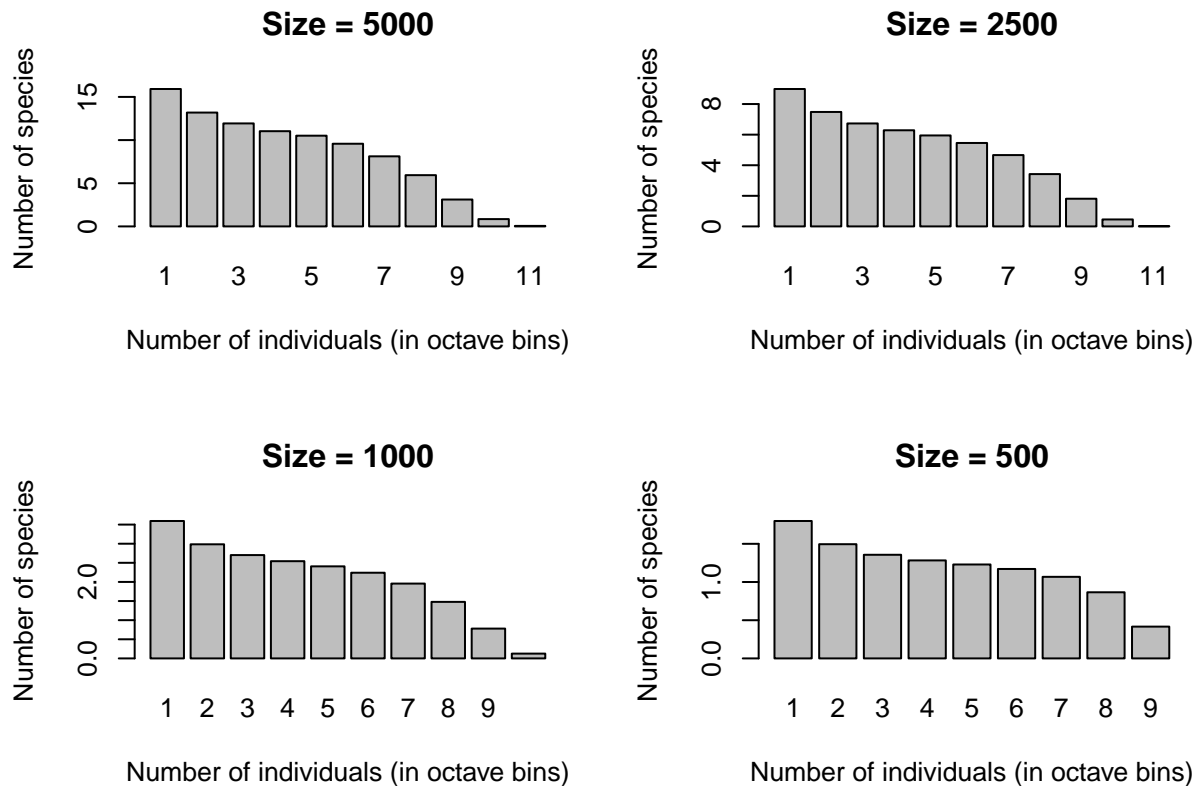 Size = 5000
Number of species
15
5
0
1 3 5 7 9 11
Number of individuals (in octave bins)
Size = 2500
Number of species
8
4
0
1 3 5 7 9 11
Number of individuals (in octave bins)
Size = 1000
Number of species
2.0
0.0
1 2 3 4 5 6 7 8 9
Number of individuals (in octave bins)
Size = 500
Number of species
1.0
0.0
1 2 3 4 5 6 7 8 9
Number of individuals (in octave bins)